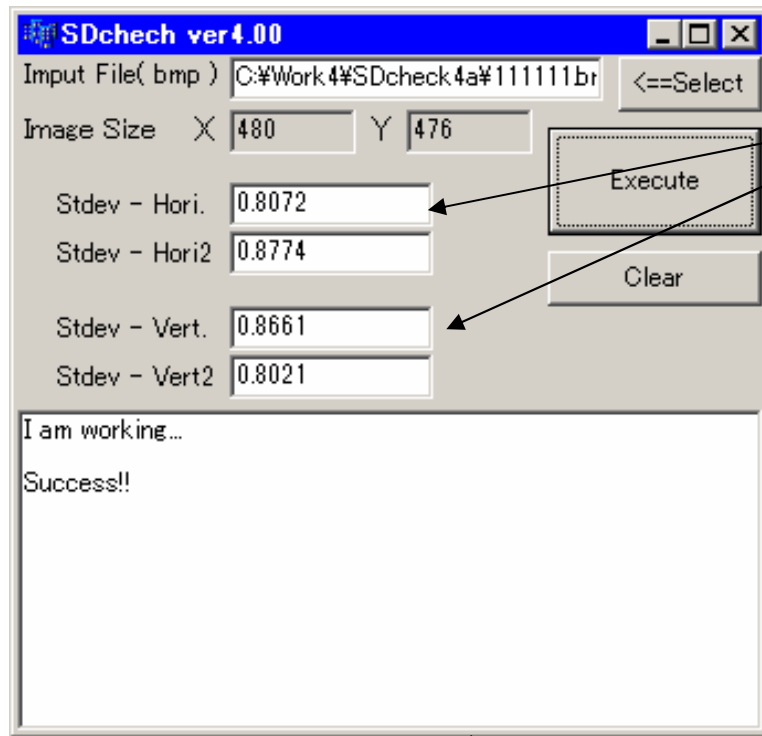 SDchech ver4.00
Imput File( bmp ) C:¥Work4¥SDcheck4a¥111111.br <==Select
Image Size X 480 Y 476
Execute
Stdev - Hori. 0.8072
Stdev - Hori2 0.8774
Clear
Stdev - Vert. 0.8661
Stdev - Vert2 0.8021
I am working...
Success!!